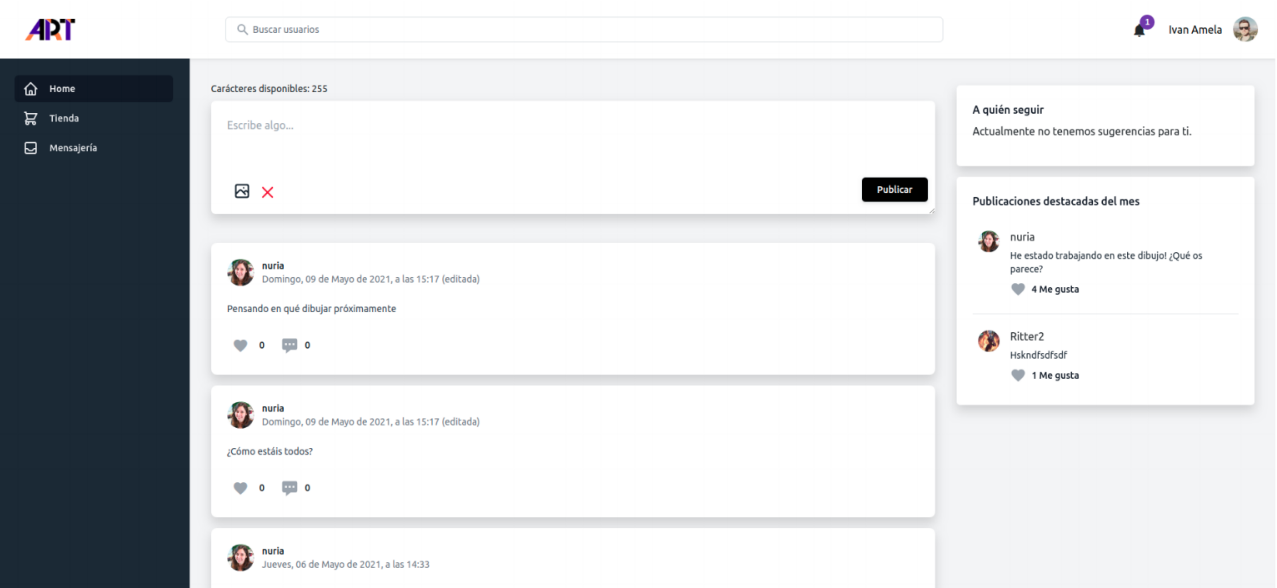 ART
Buscar usuarios
1
Ivan Amela
Home
Tienda
Mensajería
Carácteres disponibles: 255
Escribe algo...
Publicar
nuria
Domingo, 09 de Mayo de 2021, a las 15:17 (editada)
Pensando en qué dibujar próximamente
0 0
nuria
Domingo, 09 de Mayo de 2021, a las 15:17 (editada)
¿Cómo estáis todos?
0 0
nuria
Jueves, 06 de Mayo de 2021, a las 14:33
A quién seguir
Actualmente no tenemos sugerencias para ti.
Publicaciones destacadas del mes
nuria
He estado trabajando en este dibujo! ¿Qué os
parece?
4 Me gusta
Ritter2
Hskndfsdfsdf
1 Me gusta